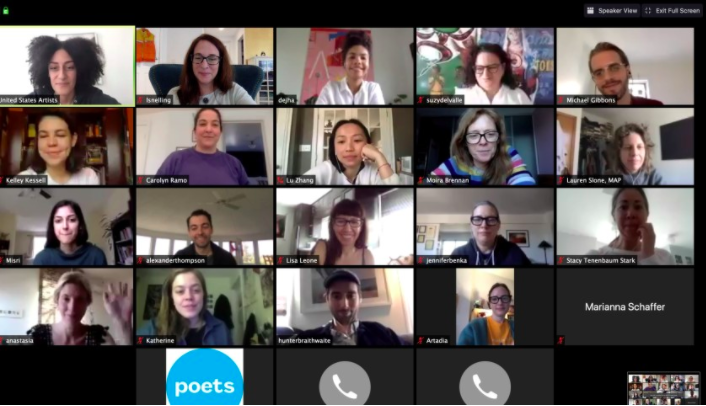 Speaker View
Exit Full Screen
United States Artists
lsnelling
dejha
suzydelvalle
Michael Gibbons
Kelley Kessell
Carolyn Ramo
Lu Zhang
Moira Brennan
Lauren Slone, MAP
Misri
alexanderthompson
Lisa Leone
jenniferbenka
Stacy Tenenbaum Stark
anastasia
Katherine
hunterbraithwaite
Artadia
Marianna Schaffer
poets